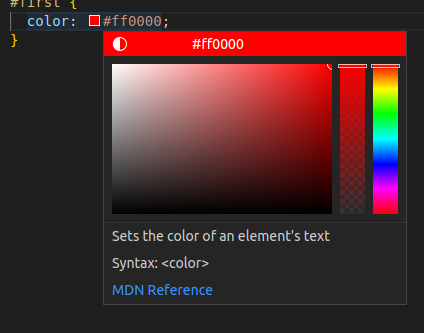 #first {
color: #ff0000;
}
#ff0000
Sets the color of an element's text
Syntax: <color>
MDN Reference